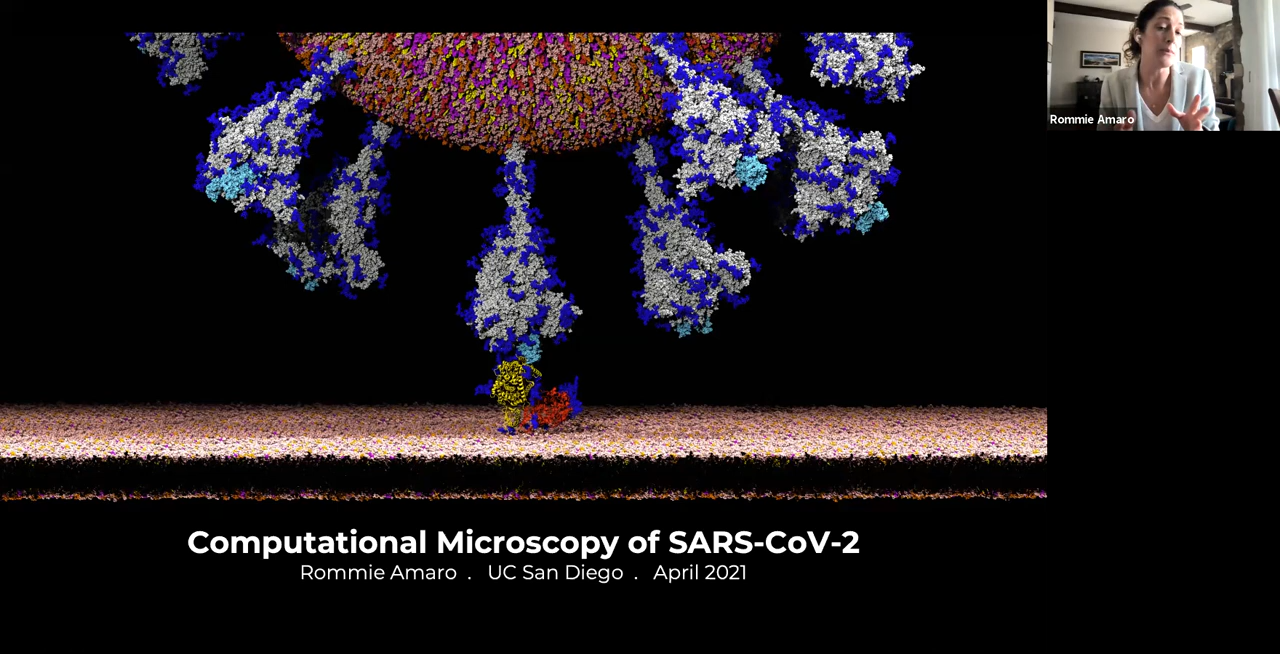 Rommie Amaro
Computational Microscopy of SARS-CoV-2
Rommie Amaro . UC San Diego . April 2021